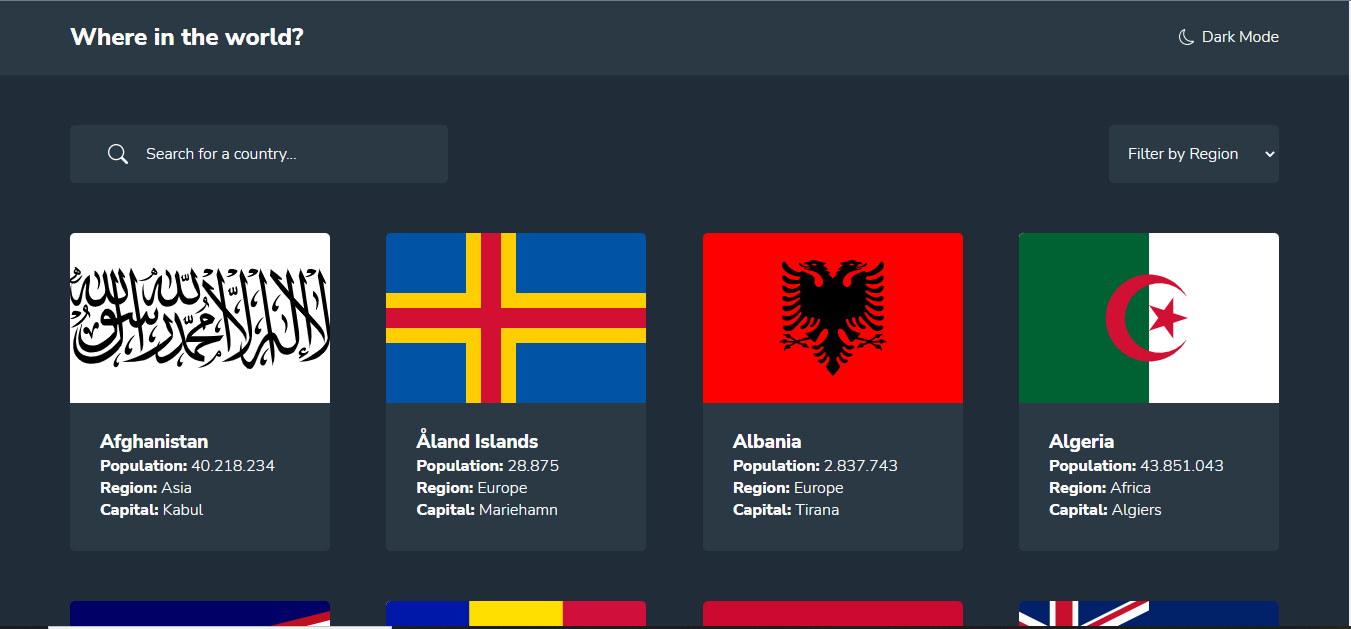 Where in the world?
Dark Mode
Search for a country...
Filter by Region
لا إله إلا الله محمد رسول الله
Afghanistan
Population: 40.218.234
Region: Asia
Capital: Kabul
Åland Islands
Population: 28.875
Region: Europe
Capital: Mariehamn
Albania
Population: 2.837.743
Region: Europe
Capital: Tirana
Algeria
Population: 43.851.043
Region: Africa
Capital: Algiers